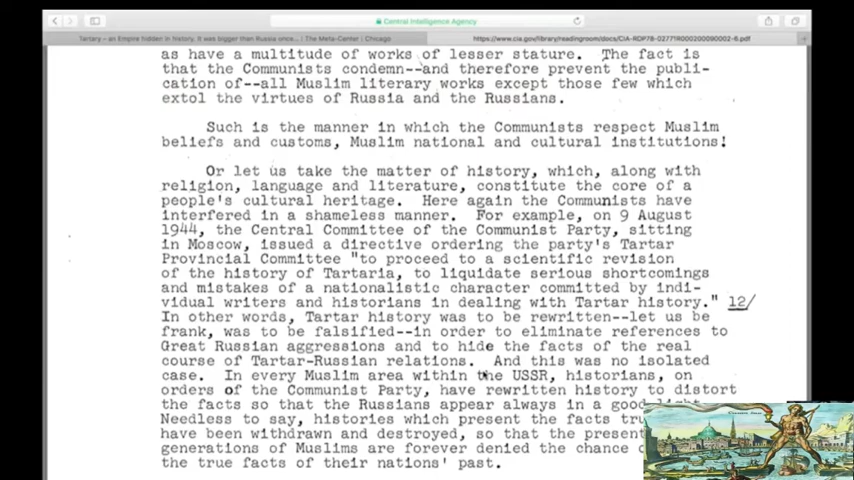 Central Intelligence Agency
Tartary – an Empire hidden in history. It was bigger than Russia once... | The Meta-Center | Chicago
https://www.cia.gov/readingroom/docs/CIA-RDP78-02771R000200090002-6.pdf
as have a multitude of works of lesser stature. The fact is
that the Communists condemn--and therefore prevent the publi-
cation of--all Muslim literary works except those few which
extol the virtues of Russia and the Russians.
Such is the manner in which the Communists respect Muslim
beliefs and customs, Muslim national and cultural institutions!
Or let us take the matter of history, which, along with
religion, language and literature, constitute the core of a
people's cultural heritage. Here again the Communists have
interfered in a shameless manner. For example, on 9 August
1944, the Central Committee of the Communist Party, sitting
in Moscow, issued a directive ordering the party's Tartar
Provincial Committee "to proceed to a scientific revision
of the history of Tartaria, to liquidate serious shortcomings
and mistakes of a nationalistic character committed by indi-
vidual writers and historians in dealing with Tartar history." 12/
In other words, Tartar history was to be rewritten--let us be
frank, was to be falsified--in order to eliminate references to
Great Russian aggressions and to hide the facts of the real
course of Tartar-Russian relations. And this was no isolated
case. In every Muslim area within the USSR, historians, on
orders of the Communist Party, have rewritten history to distort
the facts so that the Russians appear always in a good light.
Needless to say, histories which present the facts tru
have been withdrawn and destroyed, so that the present
generations of Muslims are forever denied the chance
the true facts of their nations' past.